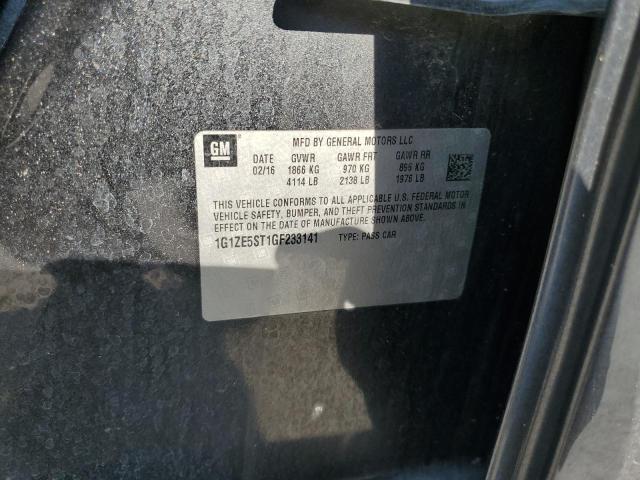 GM
MFD BY GENERAL MOTORS LLC
DATE GVWR GAWR FRT GAWR RR
02/16 1866 KG 970 KG 896 KG
4114 LB 2138 LB 1976 LB
THIS VEHICLE CONFORMS TO ALL APPLICABLE U.S. FEDERAL MOTOR
VEHICLE SAFETY, BUMPER, AND THEFT PREVENTION STANDARDS IN
EFFECT ON THE DATE OF MANUFACTURE SHOWN ABOVE.
1G1ZE5ST1GF233141 TYPE: PASS CAR